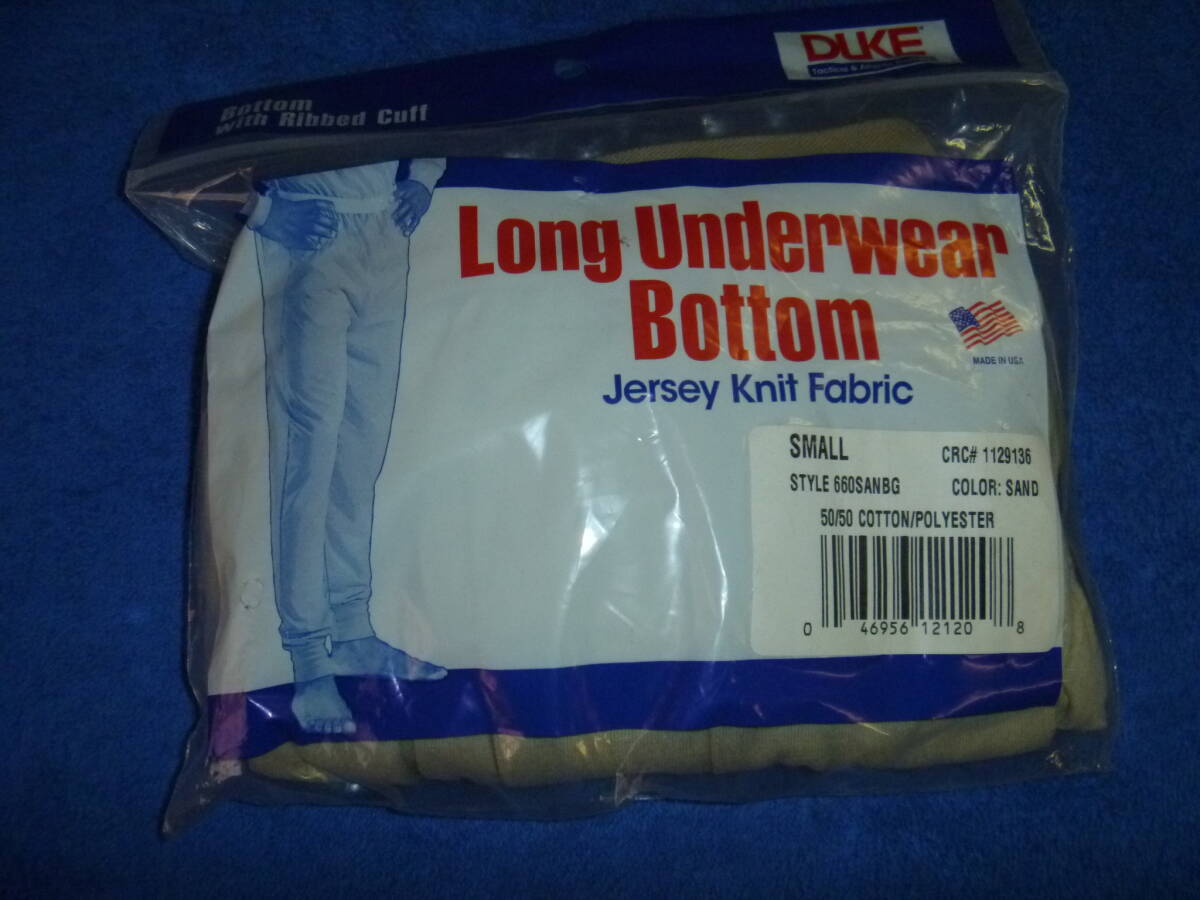 DUKE
Tactical &
Bottom
with Ribbed Cuff
Long Underwear
Bottom
Jersey Knit Fabric
MADE IN USA
SMALL CRC# 1129136
STYLE 660SANBG COLOR: SAND
50/50 COTTON/POLYESTER
0 46956 12120 8